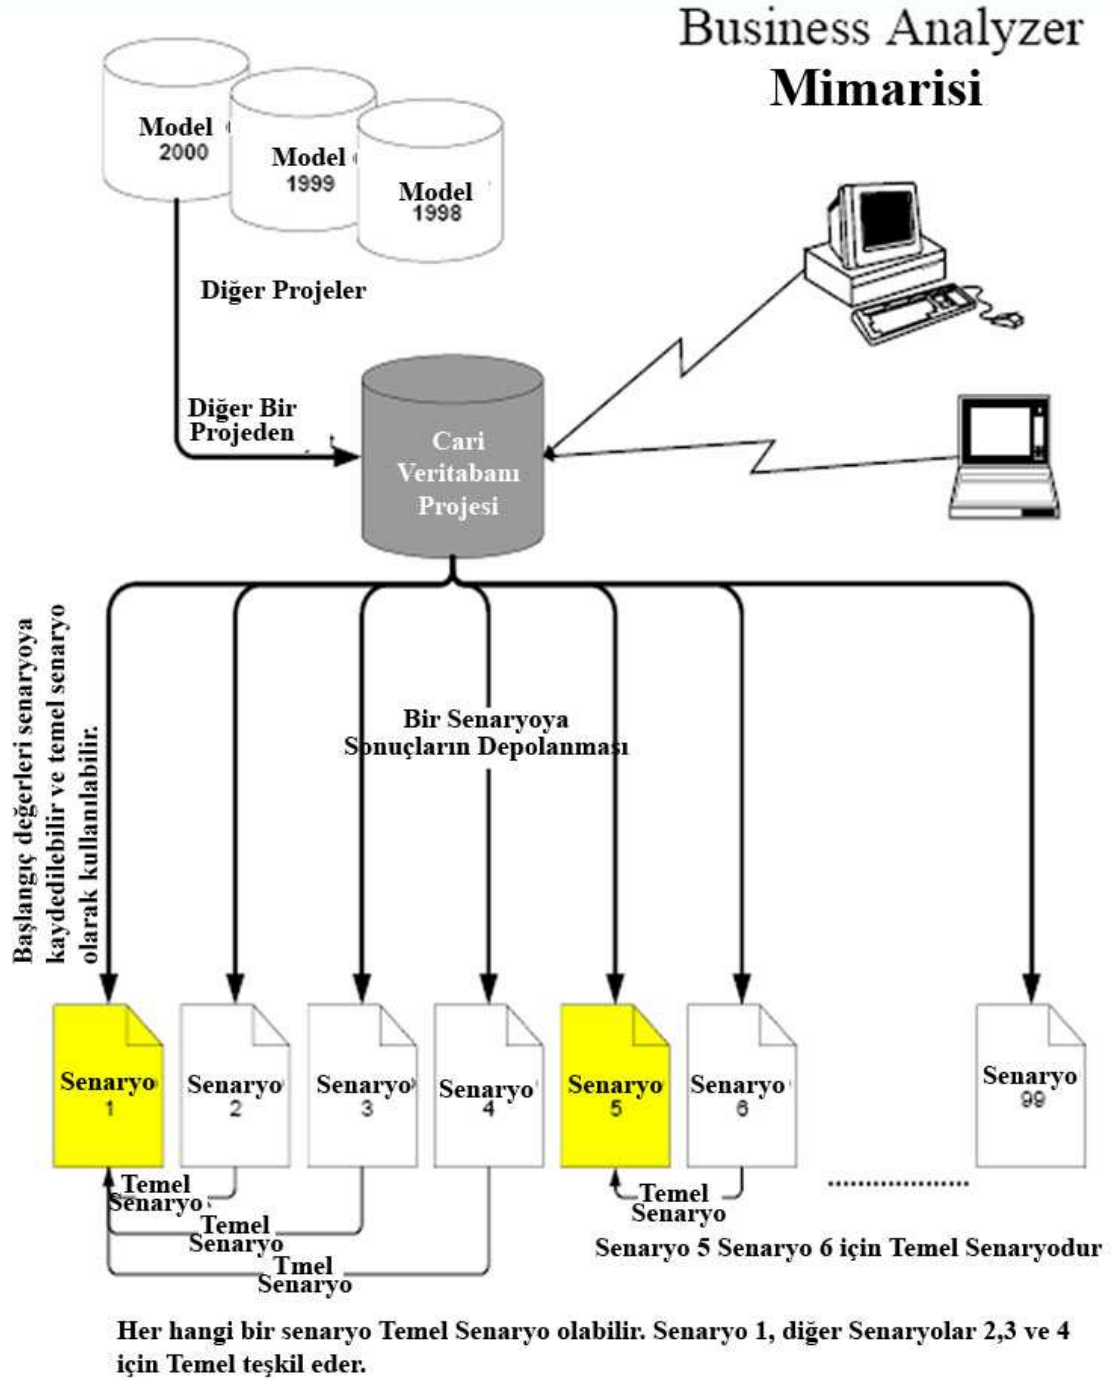 Business Analyzer
Mimarisi
Model
2000
Model
1999
Model
1998
Diğer Projeler
Diğer Bir
Projeden
Cari
Veritabanı
Projesi
Başlangıç değerleri senaryoya
kaydedilebilir ve temel senaryo
olarak kullanılabilir.
Bir Senaryoya
Sonuçların Depolanması
Senaryo
1
Senaryo
2
Senaryo
3
Senaryo
4
Senaryo
5
Senaryo
6
Senaryo
99
Temel
Senaryo
Temel
Senaryo
Tmel
Senaryo
Temel
Senaryo
Senaryo 5 Senaryo 6 için Temel Senaryodur
Her hangi bir senaryo Temel Senaryo olabilir. Senaryo 1, diğer Senaryolar 2,3 ve 4
için Temel teşkil eder.